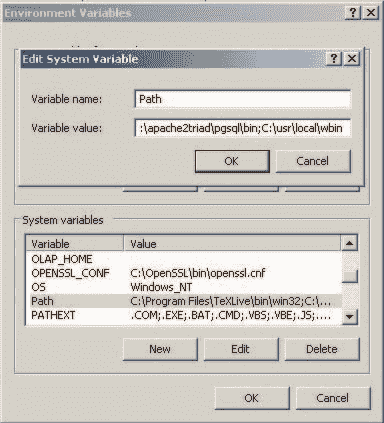 Environment Variables
Edit System Variable
Variable name: Path
Variable value: :\apache2triad\pgsql\bin;C:\usr\local\wbin
OK Cancel
System variables
Variable Value
OLAP_HOME
OPENSSL_CONF C:\OpenSSL\bin\openssl.cnf
OS Windows_NT
Path C:\Program Files\TeXLive\bin\win32;C:\...
PATHEXT .COM;.EXE;.BAT;.CMD;.VBS;.VBE;.JS;....
New Edit Delete
OK Cancel